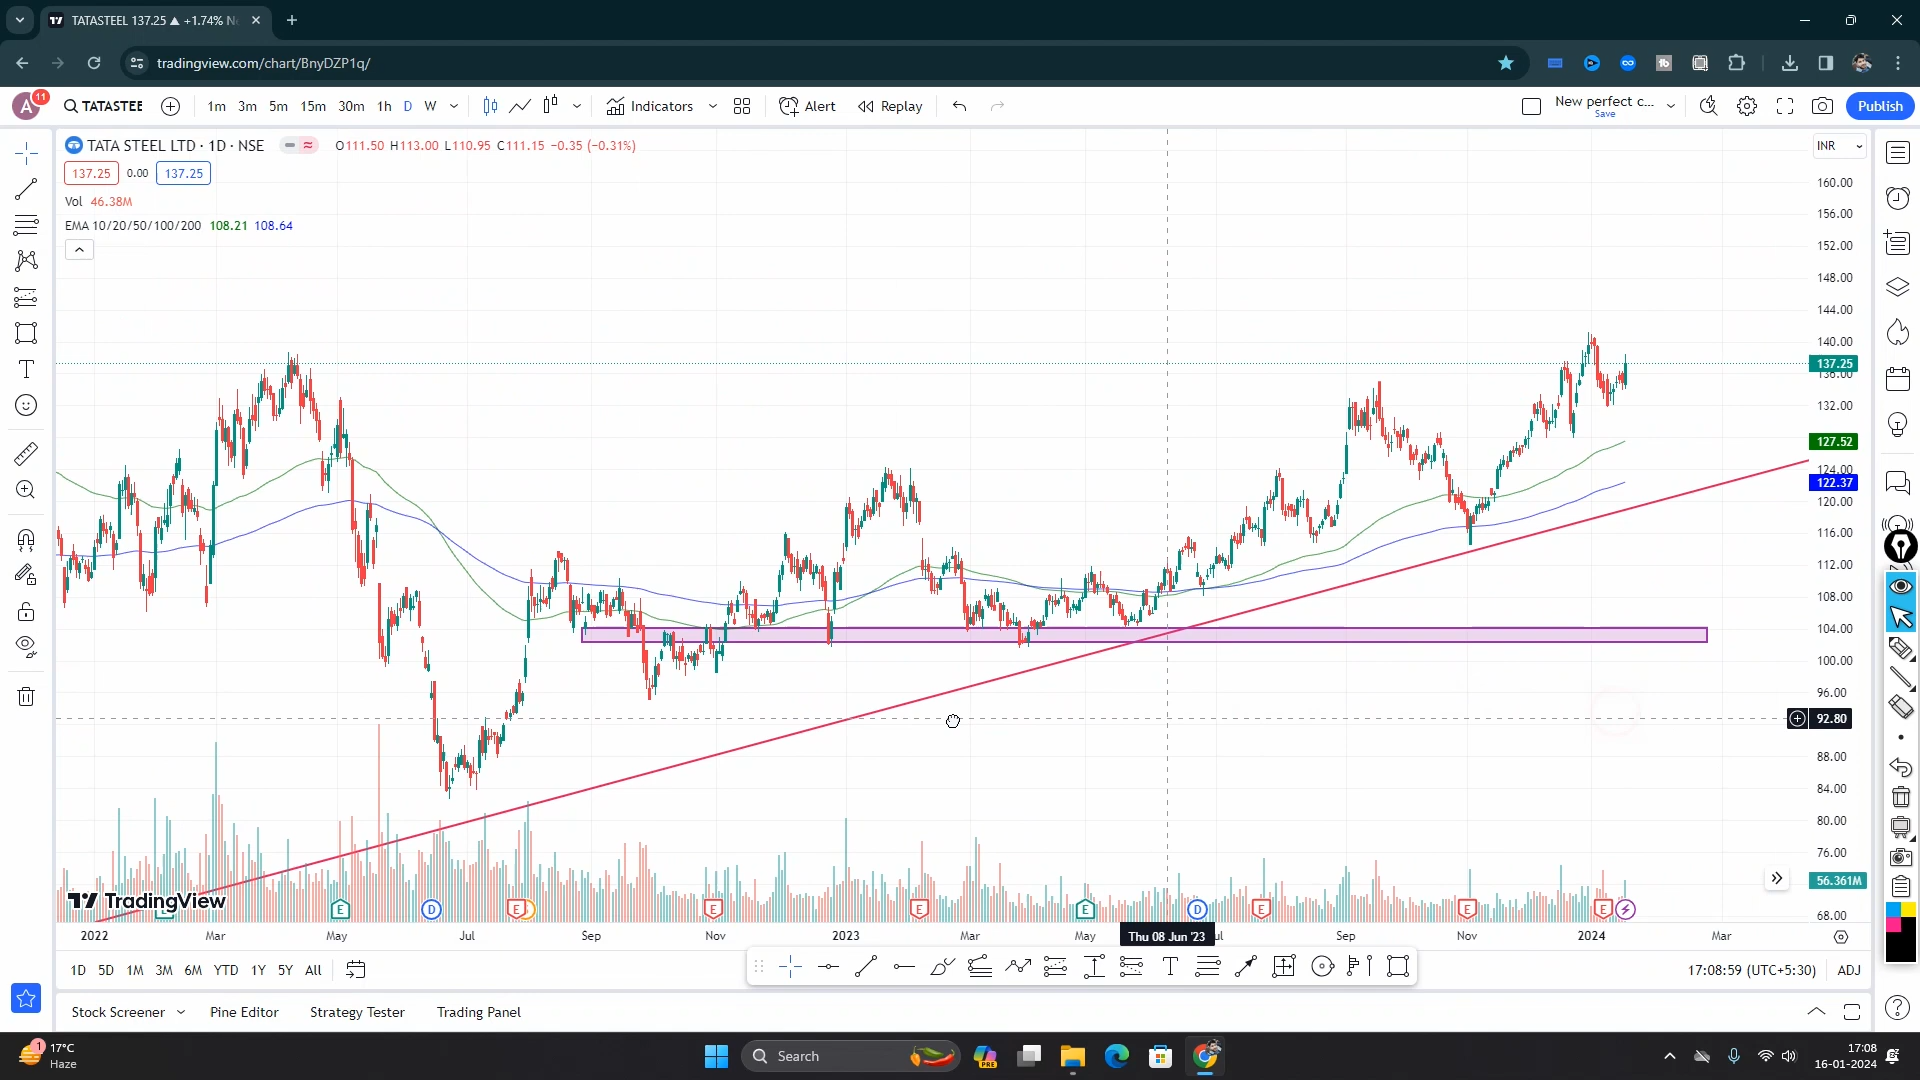 TATASTEEL 137.25 ▲ +1.74%
tradingview.com/chart/BnyDZP1q/
A 11 TATASTEE 1m 3m 5m 15m 30m 1h D W Indicators Alert Replay New perfect c... Save Publish
TATA STEEL LTD · 1D · NSE O111.50 H113.00 L110.95 C111.15 −0.35 (−0.31%) INR
137.25 0.00 137.25
Vol 46.38M
EMA 10/20/50/100/200 108.21 108.64
160.00
156.00
152.00
148.00
144.00
140.00
137.25
136.00
132.00
127.52
124.00
122.37
120.00
116.00
112.00
108.00
104.00
100.00
96.00
92.80
88.00
84.00
80.00
76.00
56.361M
68.00
TradingView
E D E E E E D E E E
2022 Mar May Jul Sep Nov 2023 Mar May Thu 08 Jun '23 Sep Nov 2024 Mar
1D 5D 1M 3M 6M YTD 1Y 5Y All 17:08:59 (UTC+5:30) ADJ
Stock Screener Pine Editor Strategy Tester Trading Panel
1 17°C
Haze
Search
PRE
17:08
16-01-2024